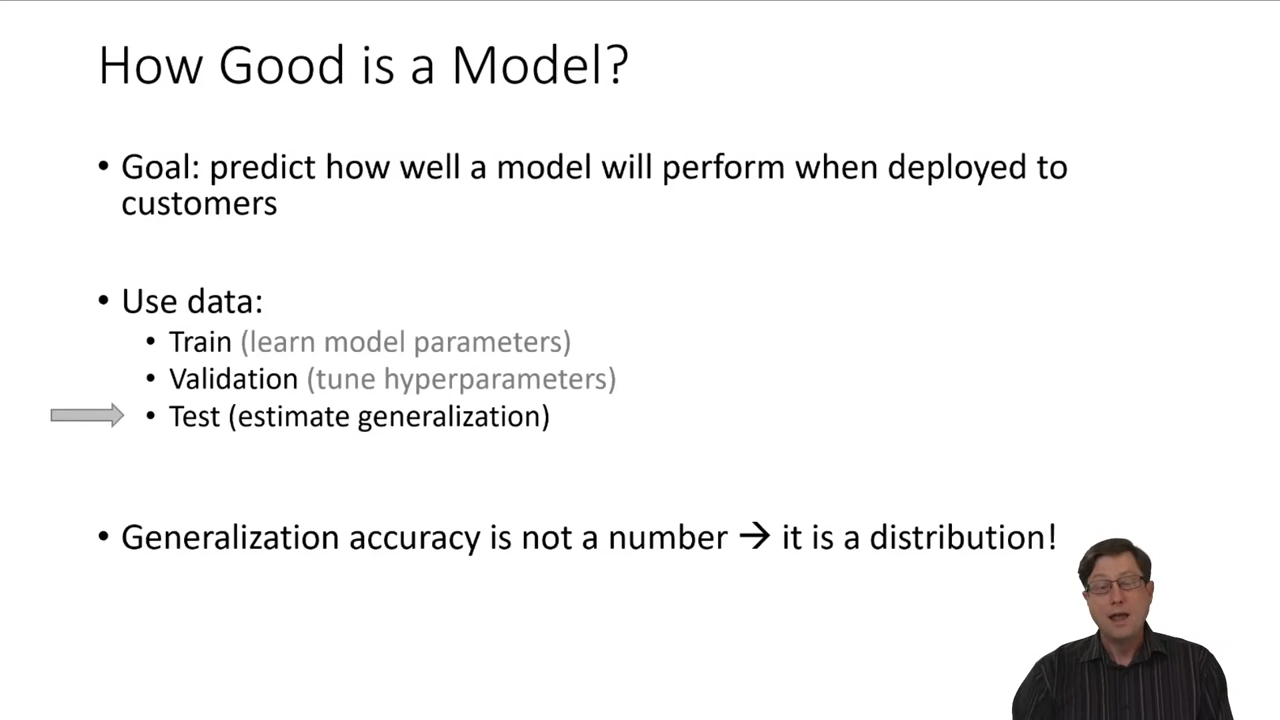 How Good is a Model?
• Goal: predict how well a model will perform when deployed to
customers
• Use data:
• Train (learn model parameters)
• Validation (tune hyperparameters)
• Test (estimate generalization)
• Generalization accuracy is not a number → it is a distribution!